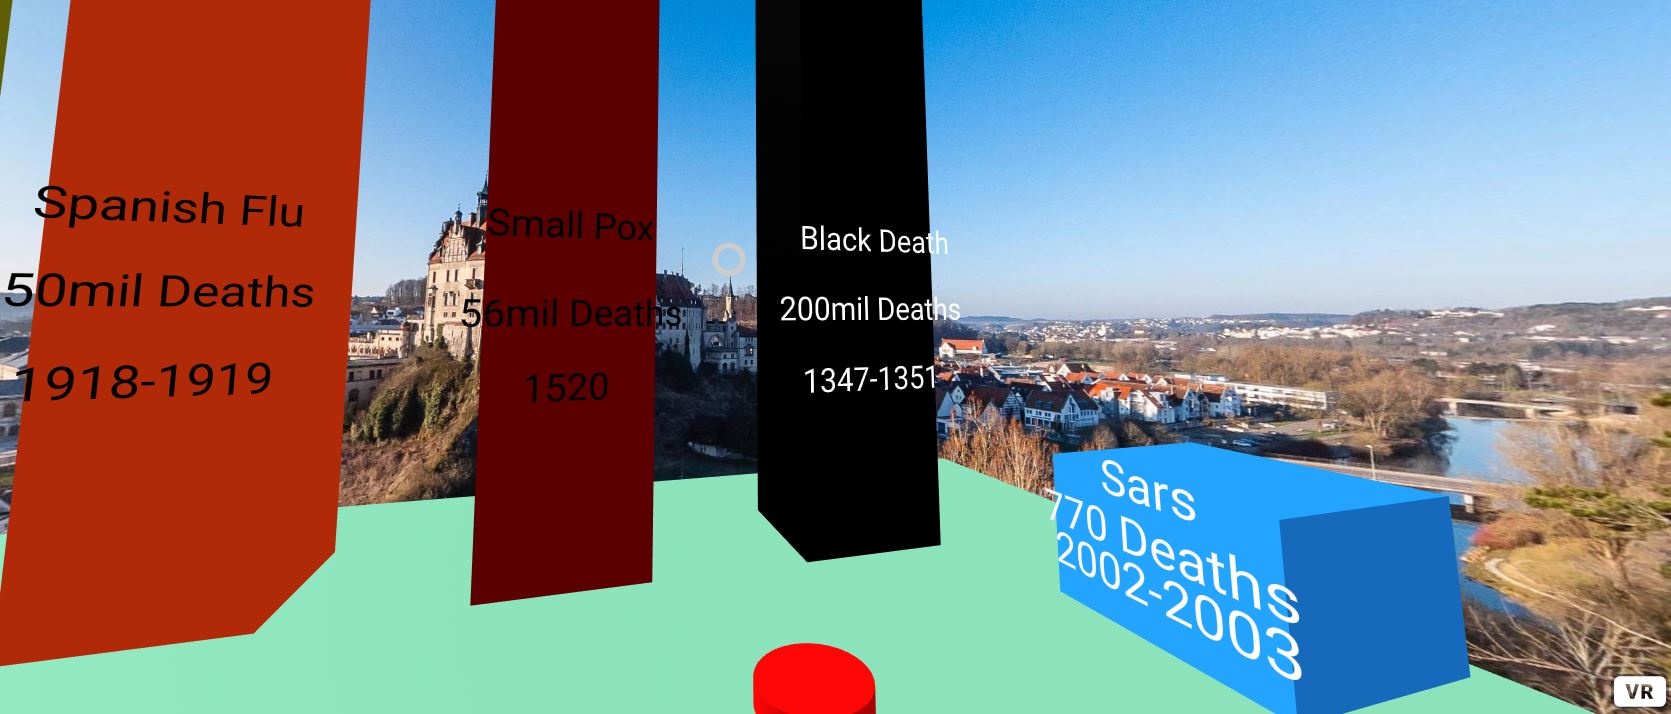 Spanish Flu
50mil Deaths
1918-1919
Small Pox
56mil Deaths
1520
Black Death
200mil Deaths
1347-1351
Sars
770 Deaths
2002-2003
VR